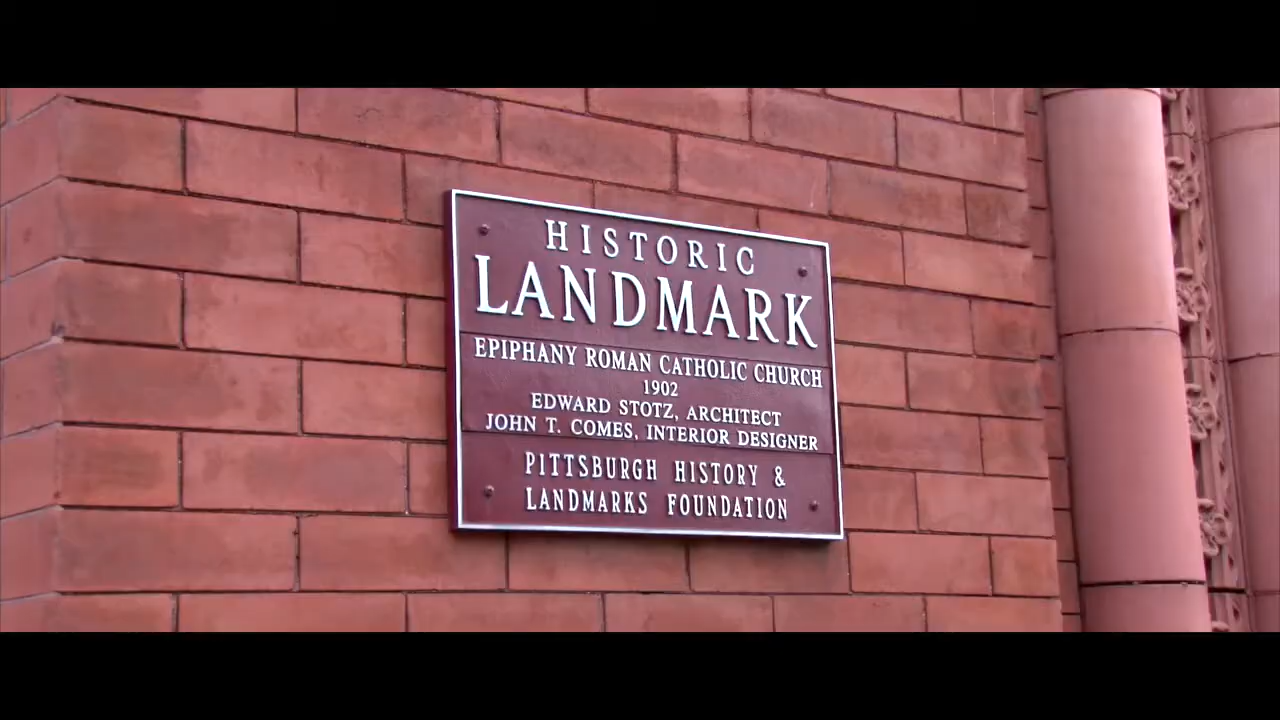 HISTORIC
LANDMARK
EPIPHANY ROMAN CATHOLIC CHURCH
1902
EDWARD STOTZ, ARCHITECT
JOHN T. COMES, INTERIOR DESIGNER
PITTSBURGH HISTORY &
LANDMARKS FOUNDATION